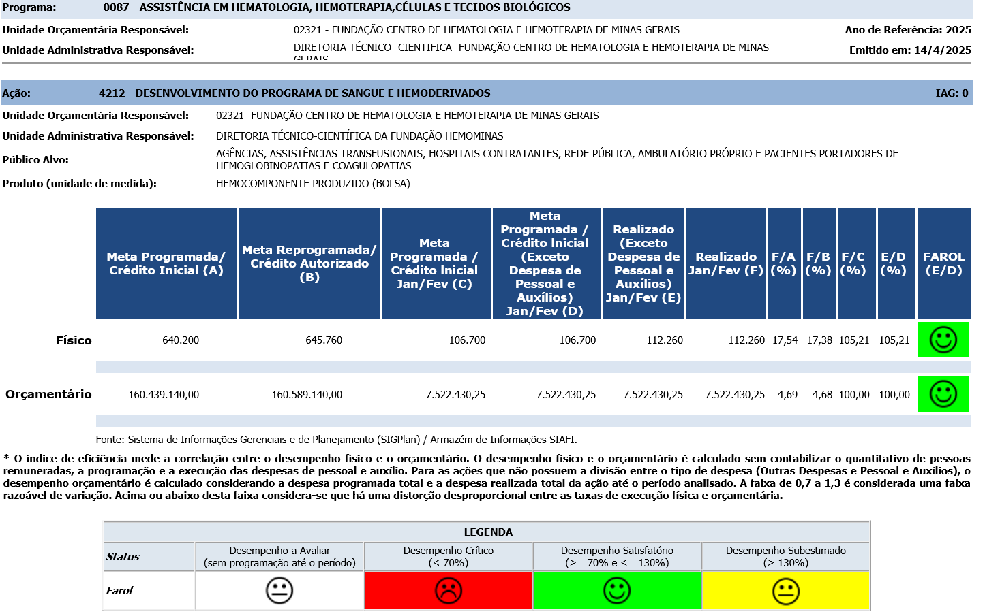 Programa: 0087 - ASSISTÊNCIA EM HEMATOLOGIA, HEMOTERAPIA,CÉLULAS E TECIDOS BIOLÓGICOS
Unidade Orçamentária Responsável: 02321 - FUNDAÇÃO CENTRO DE HEMATOLOGIA E HEMOTERAPIA DE MINAS GERAIS Ano de Referência: 2025
Unidade Administrativa Responsável: DIRETORIA TÉCNICO- CIENTIFICA -FUNDAÇÃO CENTRO DE HEMATOLOGIA E HEMOTERAPIA DE MINAS Emitido em: 14/4/2025
GERAIS
Ação: 4212 - DESENVOLVIMENTO DO PROGRAMA DE SANGUE E HEMODERIVADOS IAG: 0
Unidade Orçamentária Responsável: 02321 -FUNDAÇÃO CENTRO DE HEMATOLOGIA E HEMOTERAPIA DE MINAS GERAIS
Unidade Administrativa Responsável: DIRETORIA TÉCNICO-CIENTÍFICA DA FUNDAÇÃO HEMOMINAS
Público Alvo: AGÊNCIAS, ASSISTÊNCIAS TRANSFUSIONAIS, HOSPITAIS CONTRATANTES, REDE PÚBLICA, AMBULATÓRIO PRÓPRIO E PACIENTES PORTADORES DE
HEMOGLOBINOPATIAS E COAGULOPATIAS
Produto (unidade de medida): HEMOCOMPONENTE PRODUZIDO (BOLSA)
Meta Programada/
Crédito Inicial (A)
Meta Reprogramada/
Crédito Autorizado
(B)
Meta
Programada /
Crédito Inicial
Jan/Fev (C)
Meta
Programada /
Crédito Inicial
(Exceto
Despesa de
Pessoal e
Auxílios)
Jan/Fev (D)
Realizado
(Exceto
Despesa de
Pessoal e
Auxílios)
Jan/Fev (E)
Realizado
Jan/Fev (F)
F/A
(%)
F/B
(%)
F/C
(%)
E/D
(%)
FAROL
(E/D)
Físico 640.200 645.760 106.700 106.700 112.260 112.260 17,54 17,38 105,21 105,21
Orçamentário 160.439.140,00 160.589.140,00 7.522.430,25 7.522.430,25 7.522.430,25 7.522.430,25 4,69 4,68 100,00 100,00
Fonte: Sistema de Informações Gerenciais e de Planejamento (SIGPlan) / Armazém de Informações SIAFI.
* O índice de eficiência mede a correlação entre o desempenho físico e o orçamentário. O desempenho físico e o orçamentário é calculado sem contabilizar o quantitativo de pessoas
remuneradas, a programação e a execução das despesas de pessoal e auxílio. Para as ações que não possuem a divisão entre o tipo de despesa (Outras Despesas e Pessoal e Auxílios), o
desempenho orçamentário é calculado considerando a despesa programada total e a despesa realizada total da ação até o período analisado. A faixa de 0,7 a 1,3 é considerada uma faixa
razoável de variação. Acima ou abaixo desta faixa considera-se que há uma distorção desproporcional entre as taxas de execução física e orçamentária.
LEGENDA
Status
Desempenho a Avaliar
(sem programação até o período)
Desempenho Crítico
(< 70%)
Desempenho Satisfatório
(>= 70% e <= 130%)
Desempenho Subestimado
(> 130%)
Farol